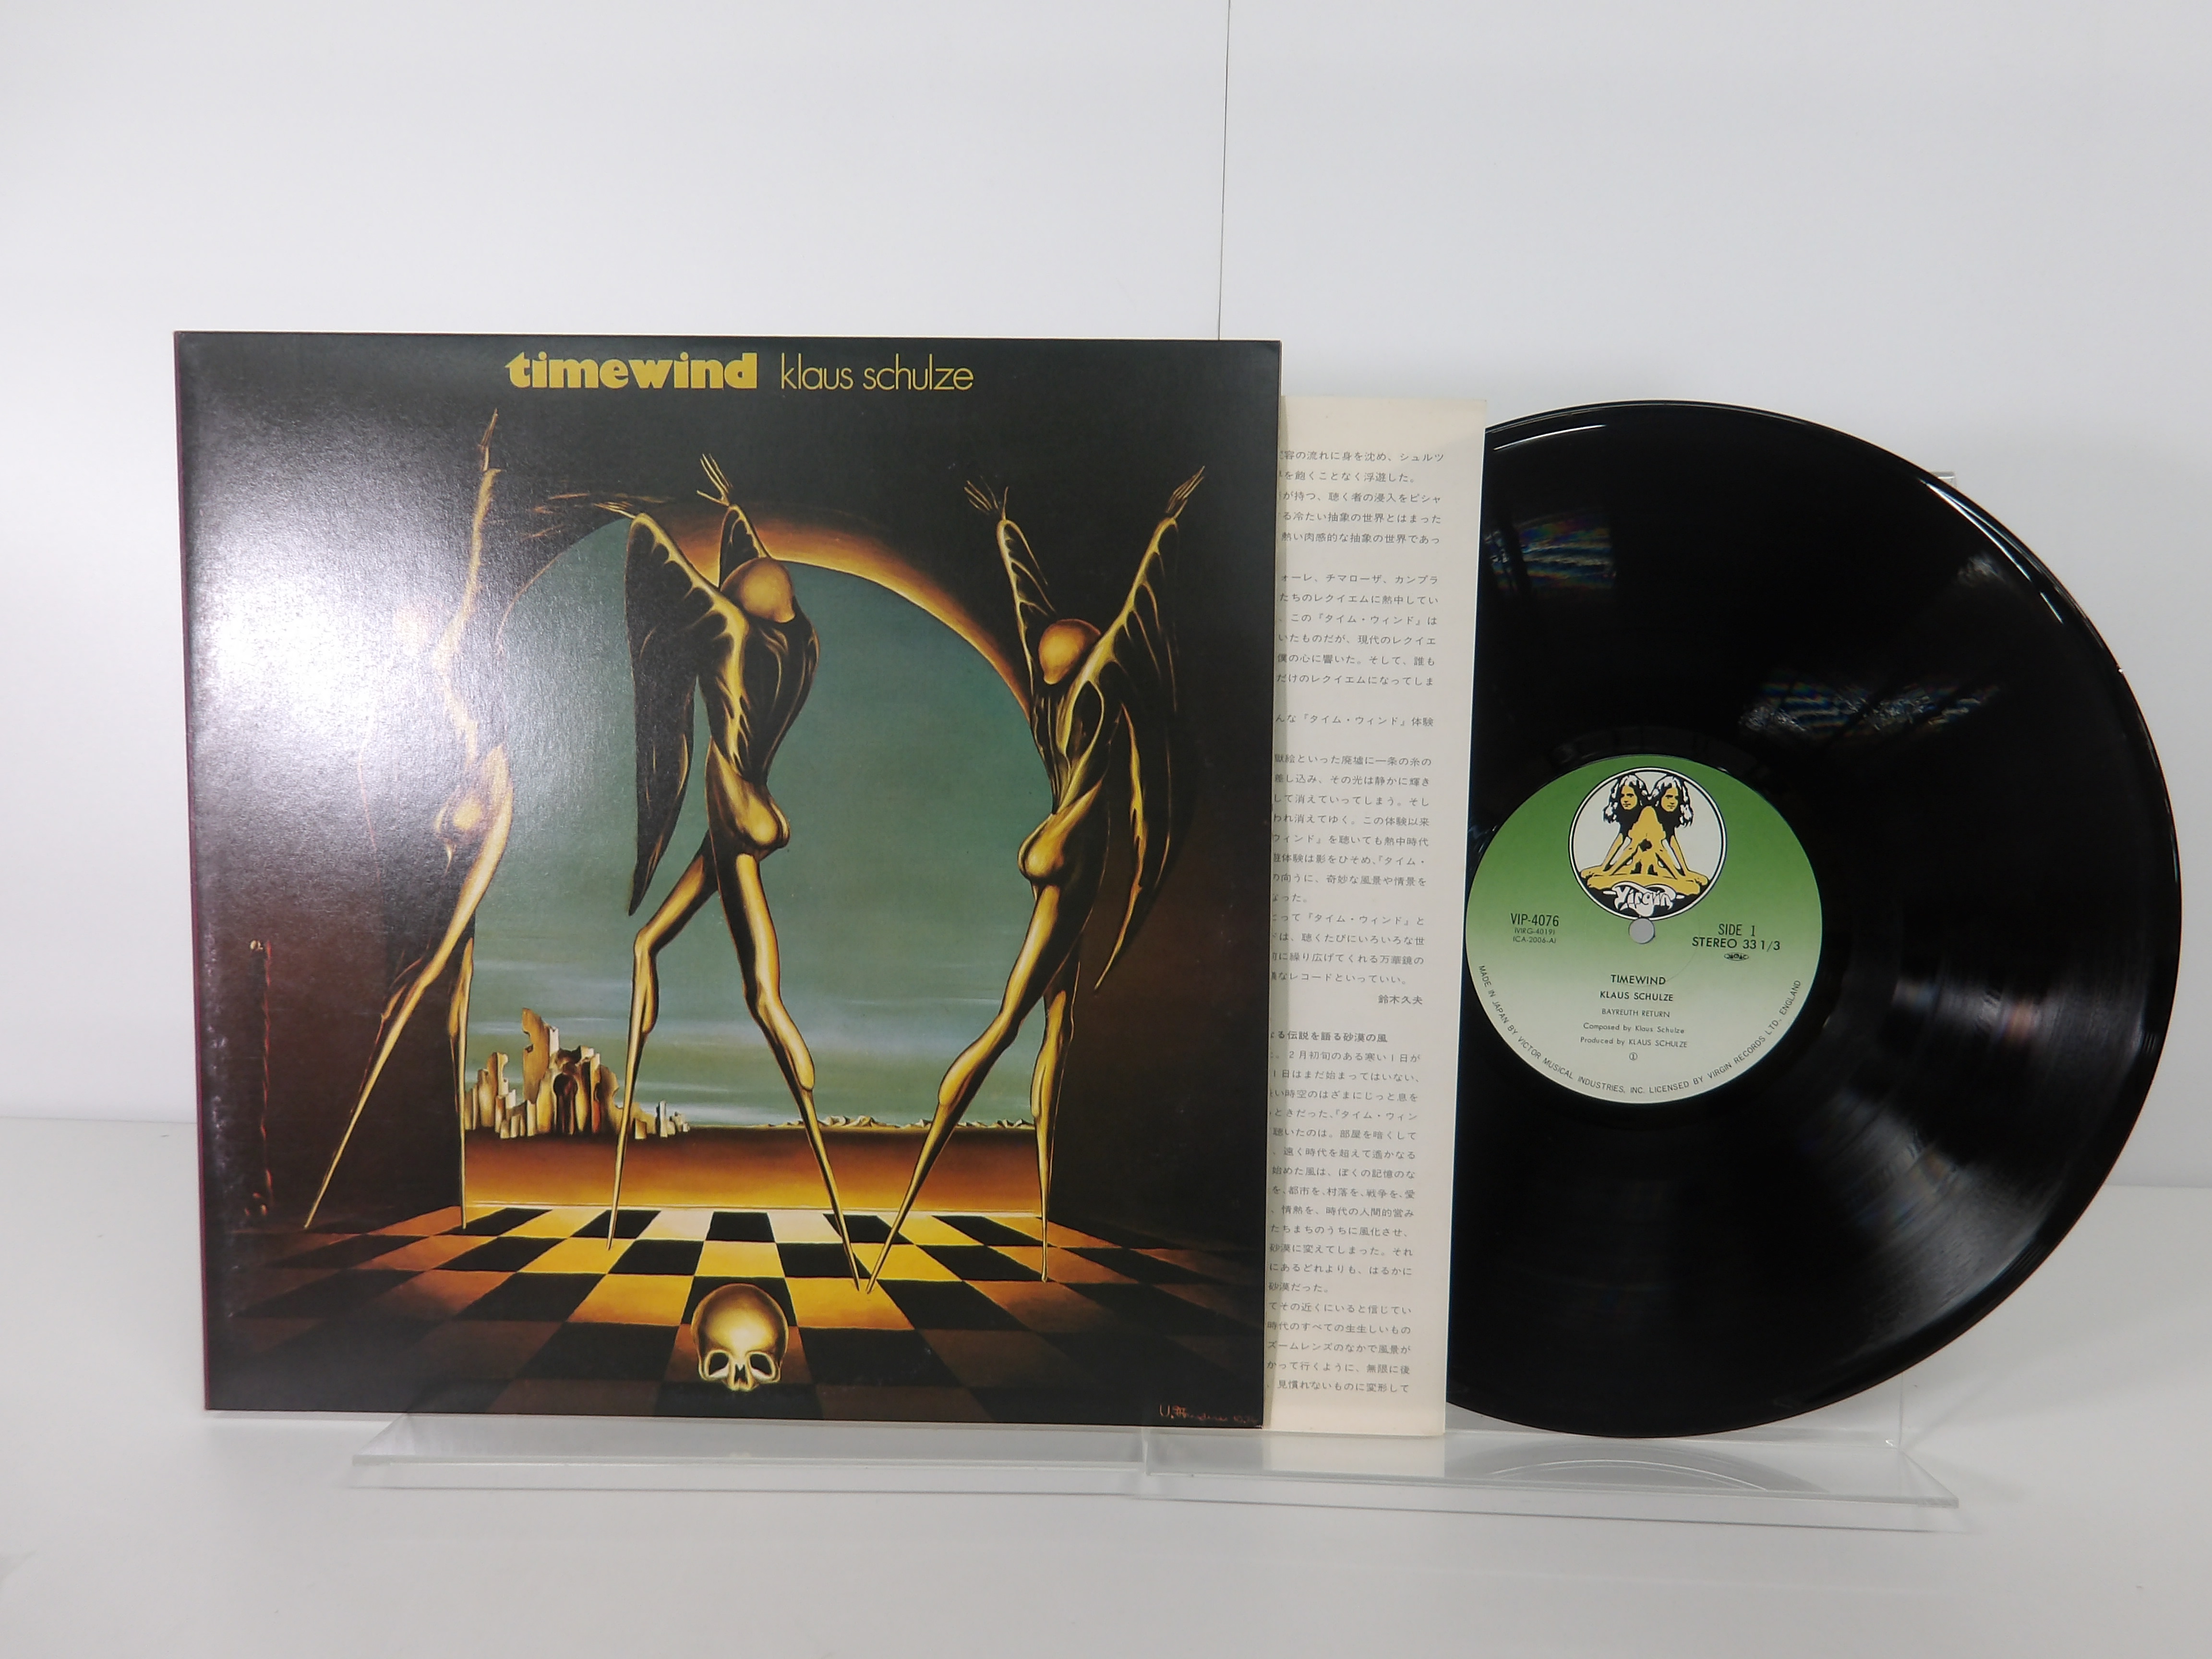 timewind klaus schulze
容の流れに身を沈め、シュルツ
を飽くことなく浮遊した。
が持つ、聴く者の浸入をピシャ
る冷たい抽象の世界とはまった
熱い肉感的な抽象の世界であっ
ォーレ、チマローザ、カンプラ
たちのレクイエムに熱中してい
、この『タイム・ウィンド』は
いたものだが、現代のレクイエ
僕の心に響いた。そして、誰も
だけのレクイエムになってしま
んな『タイム・ウィンド』体験
獄絵といった廃墟に一条の糸の
差し込み、その光は静かに輝き
して消えていってしまう。そし
われ消えてゆく。この体験以来
ウィンド』を聴いても熱中時代
体験は影をひそめ、『タイム・
の向うに、奇妙な風景や情景を
なった。
とって『タイム・ウィンド』と
は、聴くたびにいろいろな世
に繰り広げてくれる万華鏡の
なレコードといっていい。
鈴木久夫
なる伝説を語る砂漠の風
、2月初旬のある寒い1日が
1日はまだ始まってはいない、
い時空のはざまにじっと息を
ときだった、『タイム・ウィン
聴いたのは。部屋を暗くして
、遠く時代を超えて遙かなる
始めた風は、ぼくの記憶のな
を、都市を、村落を、戦争を、愛
、情熱を、時代の人間的営み
たちまちのうちに風化させ、
砂漠に変えてしまった。それ
にあるどれよりも、はるかに
砂漠だった。
てその近くにいると信じてい
時代のすべての生生しいもの
ズームレンズのなかで風景が
かって行くように、無限に後
、見慣れないものに変形して
Virgin
VIP-4076
(VIRG-4019)
ICA-2006-A)
SIDE 1
STEREO 33 1/3
TIMEWIND
KLAUS SCHULZE
BAYREUTH RETURN
Composed by Klaus Schulze
Produced by KLAUS SCHULZE
MADE IN JAPAN BY VICTOR MUSICAL INDUSTRIES, INC. LICENSED BY VIRGIN RECORDS LTD. ENGLAND